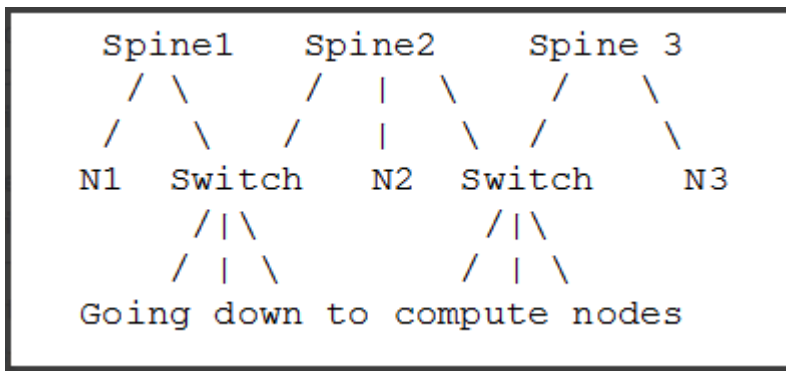 Spine1 Spine2 Spine 3
/ \ / | \ / \
/ \ / | \ / \
N1 Switch N2 Switch N3
/|\ /|\
/ | \ / | \
Going down to compute nodes